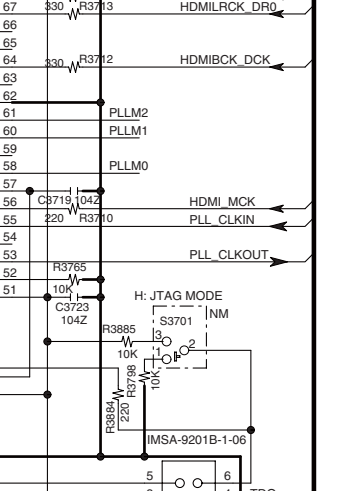 67 330 R3713 HDMILRCK_DR0
66
65
64 330 R3712 HDMIBCK_DCK
63
62
61 PLLM2
60 PLLM1
59
58 PLLM0
57
C3719 104Z
56 HDMI_MCK
220 R3710
55 PLL_CLKIN
54
53 PLL_CLKOUT
R3765
52
10K
51
C3723
104Z
H: JTAG MODE
S3701 NM
R3885
10K
3
2
1
R3798
10K
R3884
220
IMSA-9201B-1-06
5 6